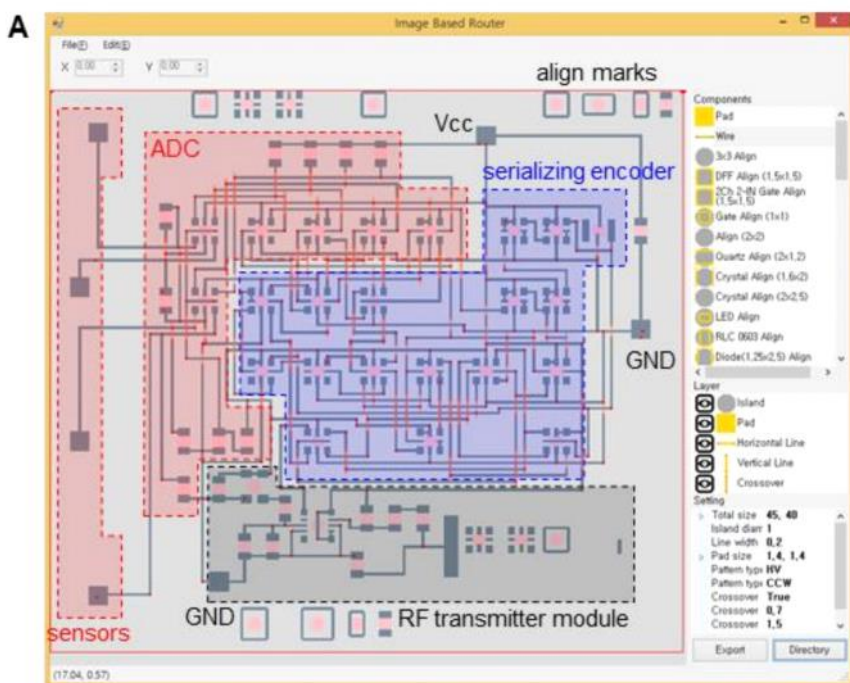 A
Image Based Router
File(F) Edit(E)
X 0.00 Y 0.00
align marks
Vcc
ADC
serializing encoder
GND
GND
RF transmitter module
sensors
Components
Pad
Wire
3x3 Align
DFF Align (1,5x1,5)
2Ch 2-IN Gate Align (1,5x1,5)
Gate Align (1x1)
Align (2x2)
Quartz Align (2x1,2)
Crystal Align (1,6x2)
Crystal Align (2x2,5)
LED Align
RLC 0603 Align
Diode(1,25x2,5) Align
Layer
Island
Pad
Horizontal Line
Vertical Line
Crossover
Setting
Total size 45, 40
Island diam 1
Line width 0,2
Pad size 1,4, 1,4
Pattern type HV
Pattern type CCW
Crossover True
Crossover 0,7
Crossover 1,5
Export Directory
(17.04, 0.57)